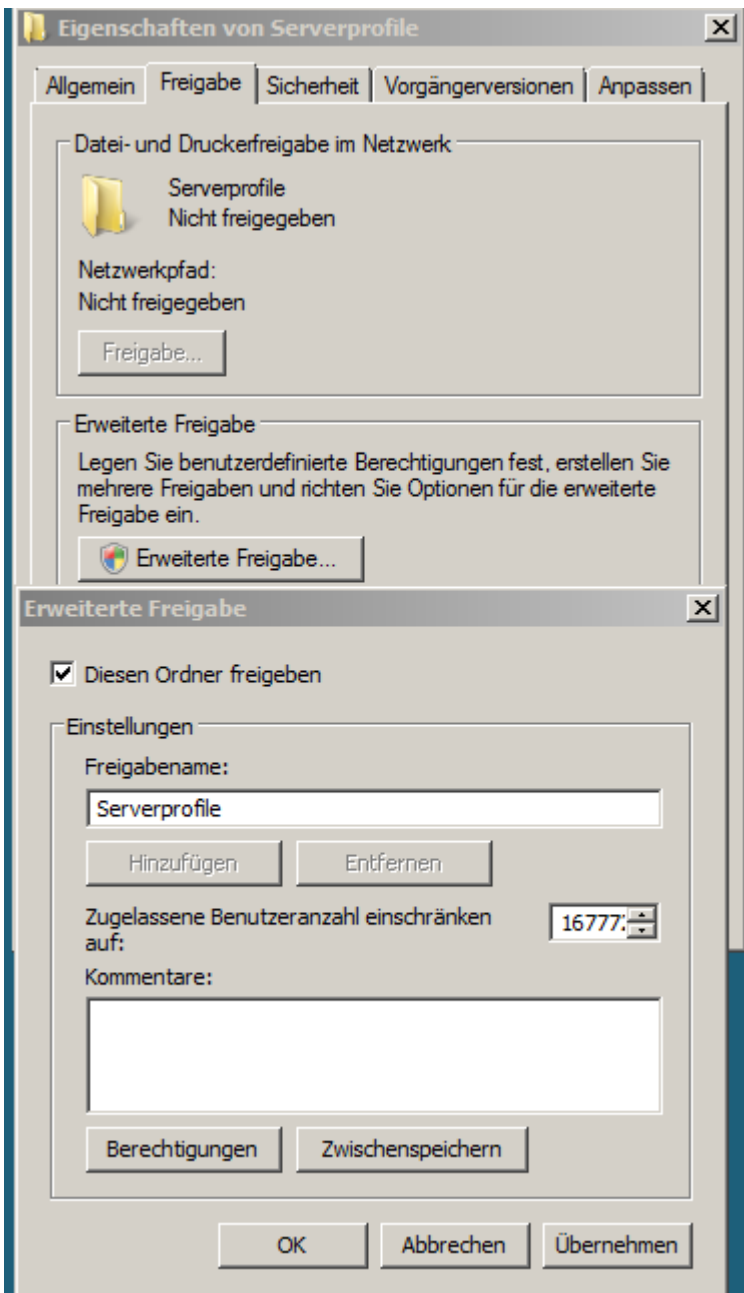 Eigenschaften von Serverprofile
Allgemein Freigabe Sicherheit Vorgängerversionen Anpassen
Datei- und Druckerfreigabe im Netzwerk
Serverprofile
Nicht freigegeben
Netzwerkpfad:
Nicht freigegeben
Freigabe...
Erweiterte Freigabe
Legen Sie benutzerdefinierte Berechtigungen fest, erstellen Sie
mehrere Freigaben und richten Sie Optionen für die erweiterte
Freigabe ein.
Erweiterte Freigabe...
Erweiterte Freigabe
Diesen Ordner freigeben
Einstellungen
Freigabename:
Serverprofile
Hinzufügen Entfernen
Zugelassene Benutzeranzahl einschränken
auf:
Kommentare:
Berechtigungen Zwischenspeichern
OK Abbrechen Übernehmen